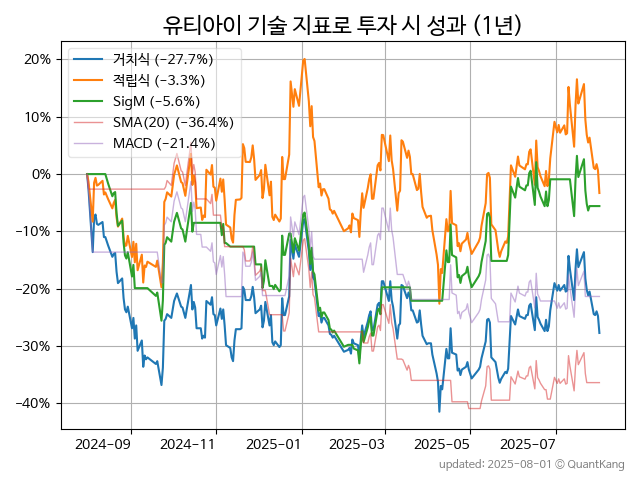 유티아이 기술 지표로 투자 시 성과 (1년)
거치식 (−27.7%)
적립식 (−3.3%)
SigM (−5.6%)
SMA(20) (−36.4%)
MACD (−21.4%)
20%
10%
0%
−10%
−20%
−30%
−40%
2024−09
2024−11
2025−01
2025−03
2025−05
2025−07
updated: 2025-08-01 © QuantKang